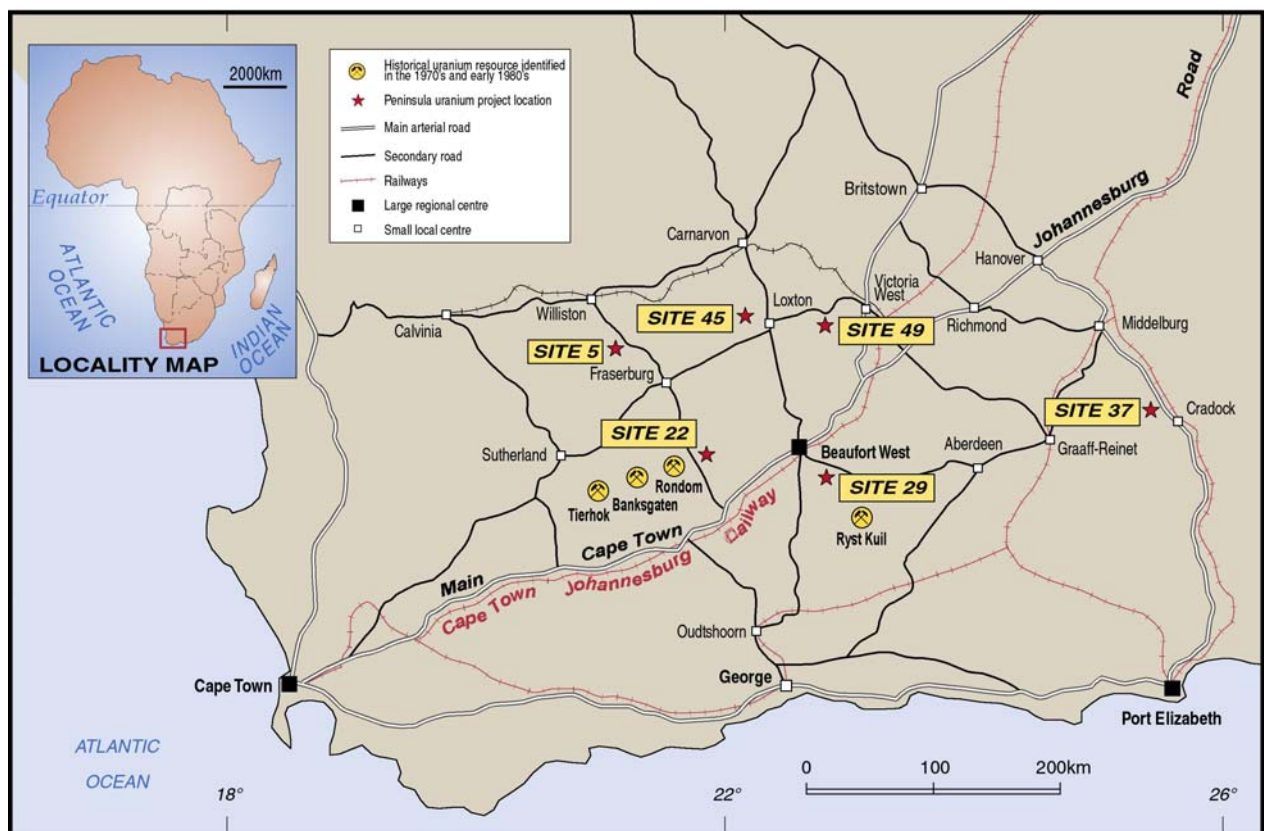 2000km
Equator
ATLANTIC
OCEAN
INDIAN
OCEAN
LOCALITY MAP
Historical uranium resource identified
in the 1970's and early 1980's
Peninsula uranium project location
Main arterial road
Secondary road
Railways
Large regional centre
Small local centre
Road
Johannesburg
Britstown
Carnarvon
Hanover
Victoria
West
Loxton
Williston
SITE 45
SITE 49
Richmond
Middelburg
Calvinia
SITE 5
Fraserburg
SITE 37
Cradock
SITE 22
Sutherland
Beaufort West
Aberdeen
Graaff-Reinet
Rondom
Banksgaten
Tierhok
SITE 29
Ryst Kuil
Main
Cape Town
Cape Town
Johannesburg
Railway
Oudtshoorn
Cape Town
George
Port Elizabeth
ATLANTIC
OCEAN
0
100
200km
18°
22°
26°